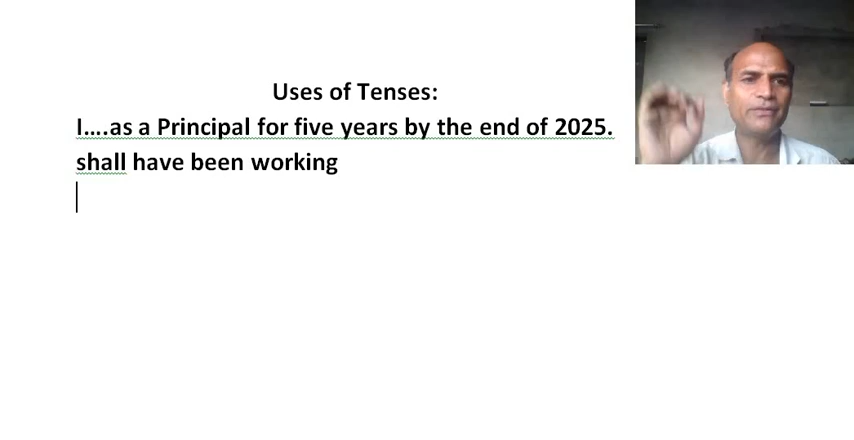 Uses of Tenses:
I....as a Principal for five years by the end of 2025.
shall have been working